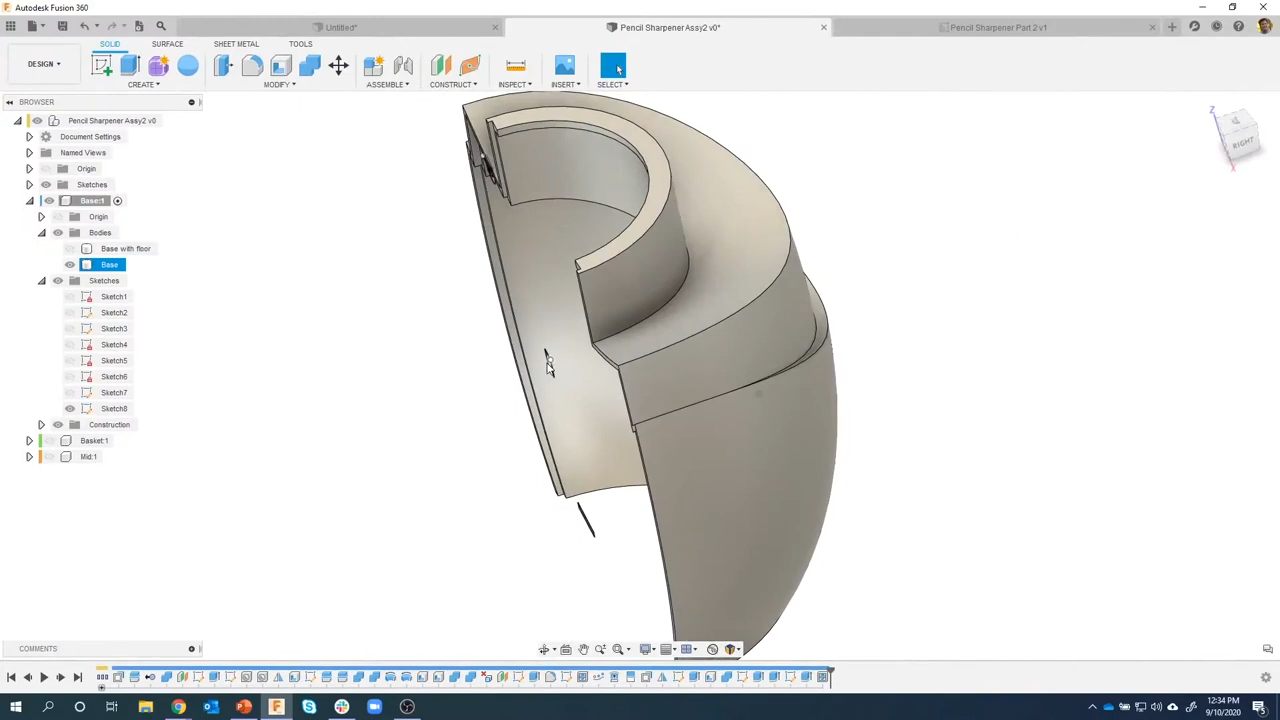 Autodesk Fusion 360
Untitled*
Pencil Sharpener Assy2 v0*
Pencil Sharpener Part 2 v1
SOLID
SURFACE
SHEET METAL
TOOLS
DESIGN
CREATE
MODIFY
ASSEMBLE
CONSTRUCT
INSPECT
INSERT
SELECT
BROWSER
Pencil Sharpener Assy2 v0
Document Settings
Named Views
Origin
Sketches
Base:1
Origin
Bodies
Base with floor
Base
Sketches
Sketch1
Sketch2
Sketch3
Sketch4
Sketch5
Sketch6
Sketch7
Sketch8
Construction
Basket:1
Mid:1
Z
RIGHT
X
COMMENTS
12:34 PM
9/10/2020